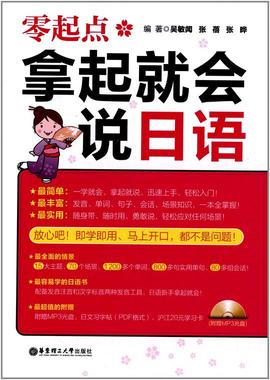 零起点
编 著◎吴敏闻 张 蓓 张 晔
拿起就会
说日语
★最简单：一学就会、拿起就说、迅速上手、轻松入门！
★最丰富：发音、单词、句子、会话、场景知识，一本全掌握！
★最实用：随身带、随时用、勇敢说，轻松应对任何场景！
放心吧！即学即用、马上开口，都不是问题！
★最全面的情景
15大主题，70个场景，1200多个单词，800多句实用单句，80多组会话！
★最容易学的日语书
配备发音注音和汉字标音两种发音工具，日语新手拿起就会！
★最超值的附赠
附赠MP3光盘，日文习字帖（PDF格式），沪江20元学习卡
（附赠MP3光盘）
华东理工大学出版社